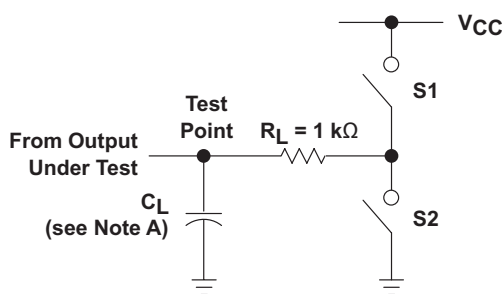 VCC
S1
Test
Point
RL = 1 kΩ
From Output
Under Test
CL
(see Note A)
S2